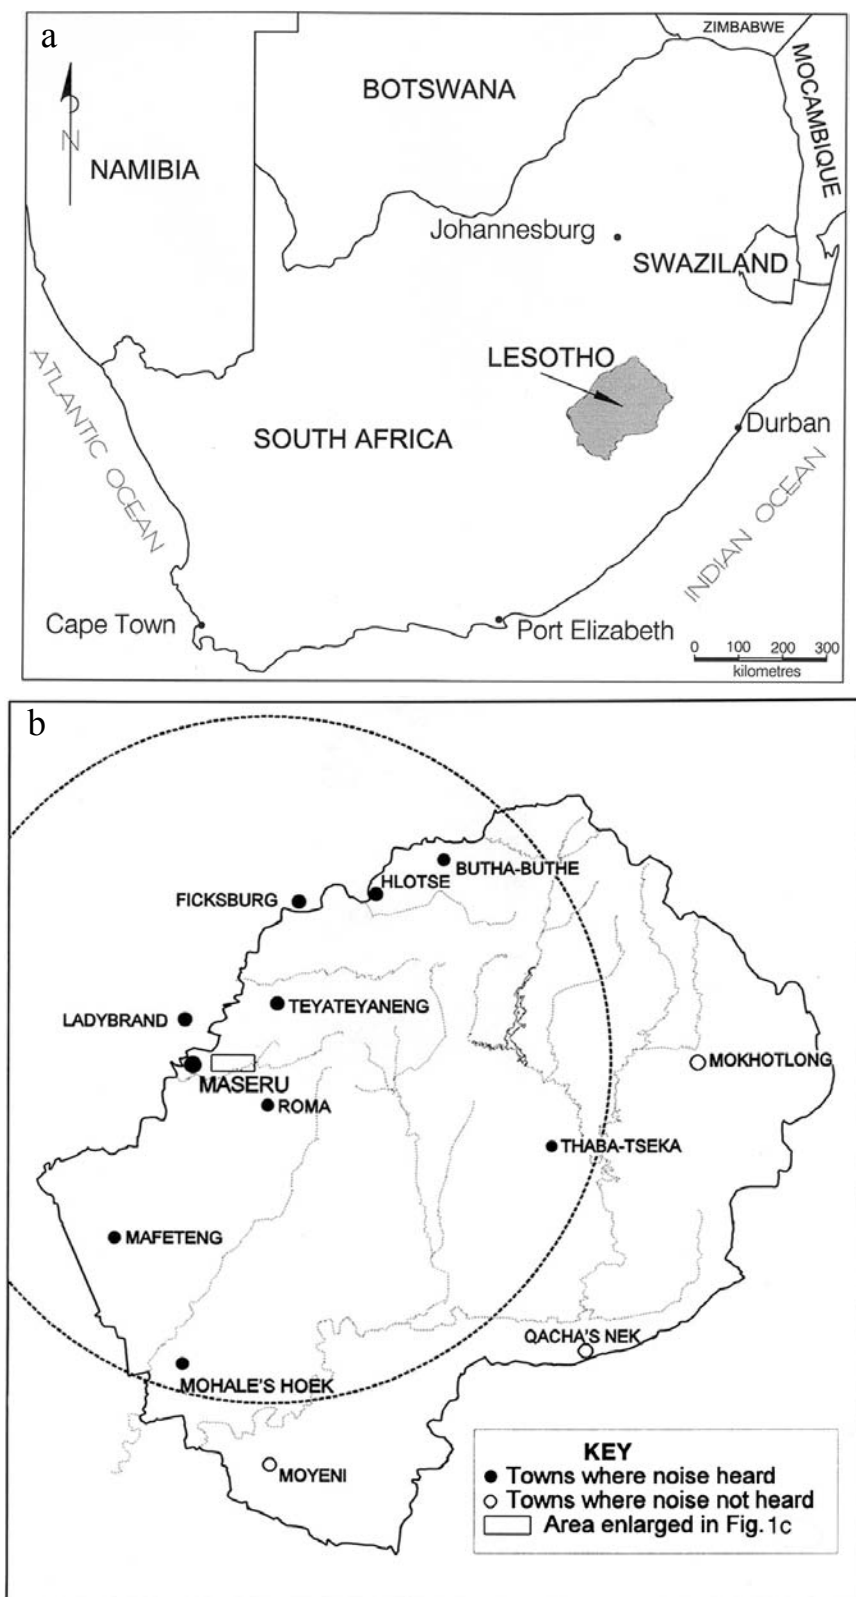 a
ZIMBABWE
MOCAMBIQUE
BOTSWANA
N
NAMIBIA
Johannesburg
SWAZILAND
LESOTHO
ATLANTIC OCEAN
SOUTH AFRICA
Durban
INDIAN OCEAN
Cape Town
Port Elizabeth
0 100 200 300
kilometres
b
BUTHA-BUTHE
HLOTSE
FICKSBURG
TEYATEYANENG
LADYBRAND
MASERU
MOKHOTLONG
ROMA
THABA-TSEKA
MAFETENG
QACHA'S NEK
MOHALE'S HOEK
MOYENI
KEY
Towns where noise heard
Towns where noise not heard
Area enlarged in Fig. 1c